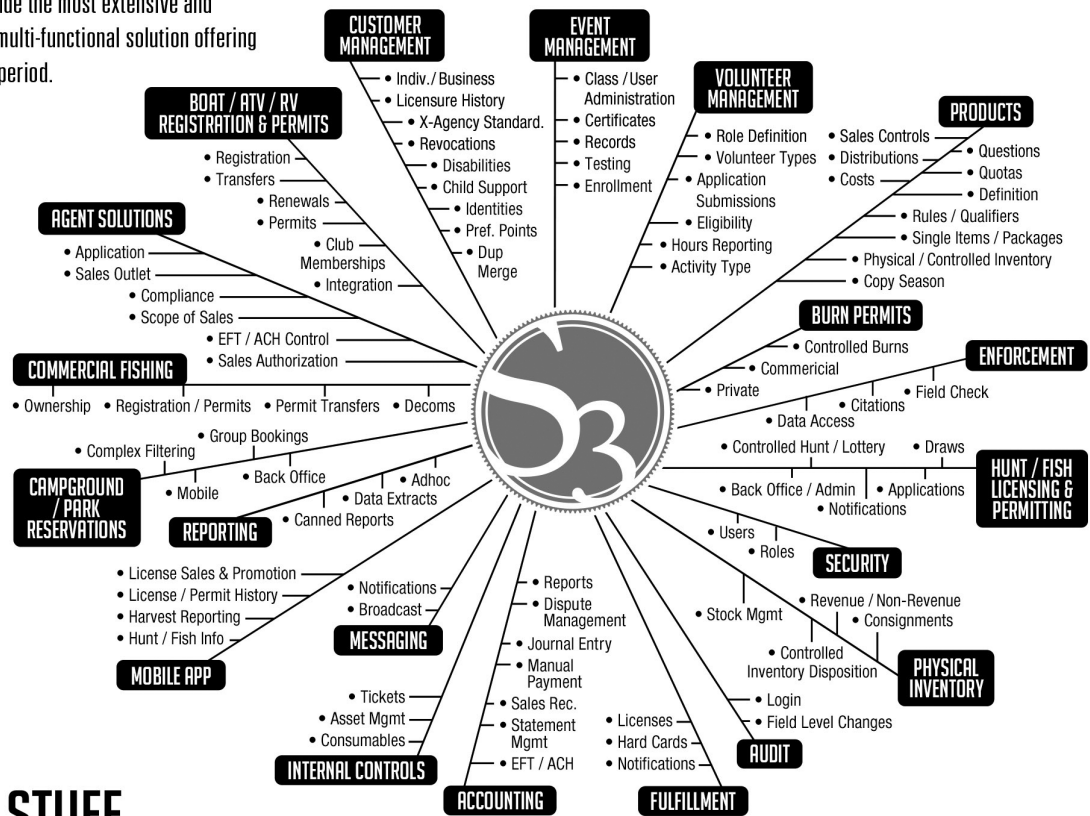 de the most extensive and
multi-functional solution offering
period.
CUSTOMER
MANAGEMENT
• Indiv. / Business
• Licensure History
• X-Agency Standard.
• Revocations
• Disabilities
• Child Support
• Identities
• Pref. Points
• Dup
Merge
EVENT
MANAGEMENT
• Class / User
Administration
• Certificates
• Records
• Testing
• Enrollment
VOLUNTEER
MANAGEMENT
• Role Definition
• Volunteer Types
• Application
Submissions
• Eligibility
• Hours Reporting
• Activity Type
PRODUCTS
• Sales Controls
• Distributions
• Costs
• Questions
• Quotas
• Definition
• Rules / Qualifiers
• Single Items / Packages
• Physical / Controlled Inventory
• Copy Season
BOAT / ATV / RV
REGISTRATION & PERMITS
• Registration
• Transfers
• Renewals
• Permits
• Club
Memberships
• Integration
AGENT SOLUTIONS
• Application
• Sales Outlet
• Compliance
• Scope of Sales
• EFT / ACH Control
• Sales Authorization
BURN PERMITS
• Controlled Burns
• Commericial
• Private
ENFORCEMENT
• Field Check
• Citations
• Data Access
COMMERCIAL FISHING
• Ownership
• Registration / Permits
• Permit Transfers
• Decoms
S3
• Group Bookings
• Complex Filtering
• Back Office
• Mobile
CAMPGROUND
/ PARK
RESERVATIONS
• Adhoc
• Data Extracts
• Canned Reports
REPORTING
• Controlled Hunt / Lottery
• Draws
• Back Office / Admin
• Applications
• Notifications
HUNT / FISH
LICENSING &
PERMITTING
• Users
• Roles
SECURITY
• License Sales & Promotion
• License / Permit History
• Harvest Reporting
• Hunt / Fish Info
MOBILE APP
• Notifications
• Broadcast
MESSAGING
• Stock Mgmt
• Revenue / Non-Revenue
• Consignments
• Controlled
Inventory Disposition
PHYSICAL
INVENTORY
• Tickets
• Asset Mgmt
• Consumables
INTERNAL CONTROLS
• Reports
• Dispute
Management
• Journal Entry
• Manual
Payment
• Sales Rec.
• Statement
Mgmt
• EFT / ACH
ACCOUNTING
• Licenses
• Hard Cards
• Notifications
FULFILLMENT
• Login
• Field Level Changes
AUDIT
STUFF